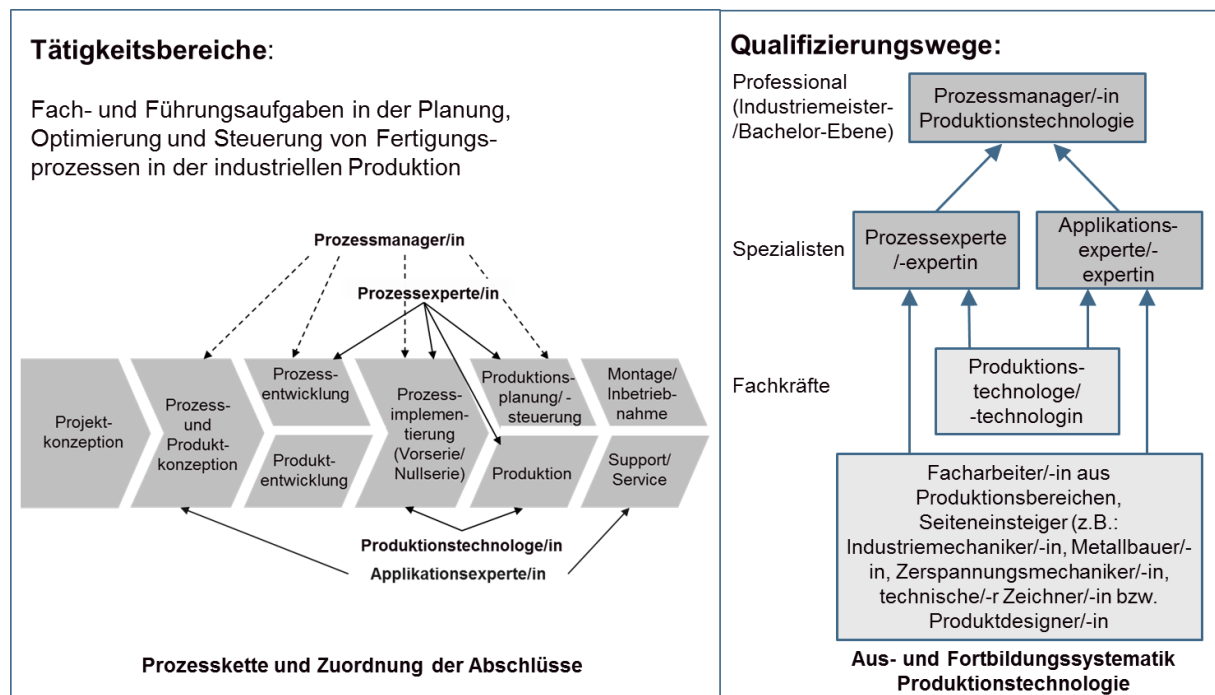 Tätigkeitsbereiche:
Fach- und Führungsaufgaben in der Planung,
Optimierung und Steuerung von Fertigungs-
prozessen in der industriellen Produktion
Prozessmanager/in
Prozessexperte/in
Projekt-
konzeption
Prozess-
und
Produkt-
konzeption
Prozess-
entwicklung
Produkt-
entwicklung
Prozess-
implemen-
tierung
(Vorserie/
Nullserie)
Produktions-
planung/ -
steuerung
Produktion
Montage/
Inbetrieb-
nahme
Support/
Service
Produktionstechnologe/in
Applikationsexperte/in
Prozesskette und Zuordnung der Abschlüsse
Qualifizierungswege:
Professional
(Industriemeister-
/Bachelor-Ebene)
Prozessmanager/-in
Produktionstechnologie
Spezialisten
Prozessexperte
/-expertin
Applikations-
experte/-
expertin
Fachkräfte
Produktions-
technologe/
-technologin
Facharbeiter/-in aus
Produktionsbereichen,
Seiteneinsteiger (z.B.:
Industriemechaniker/-in, Metallbauer/-
in, Zerspannungsmechaniker/-in,
technische/-r Zeichner/-in bzw.
Produktdesigner/-in
Aus- und Fortbildungssystematik
Produktionstechnologie